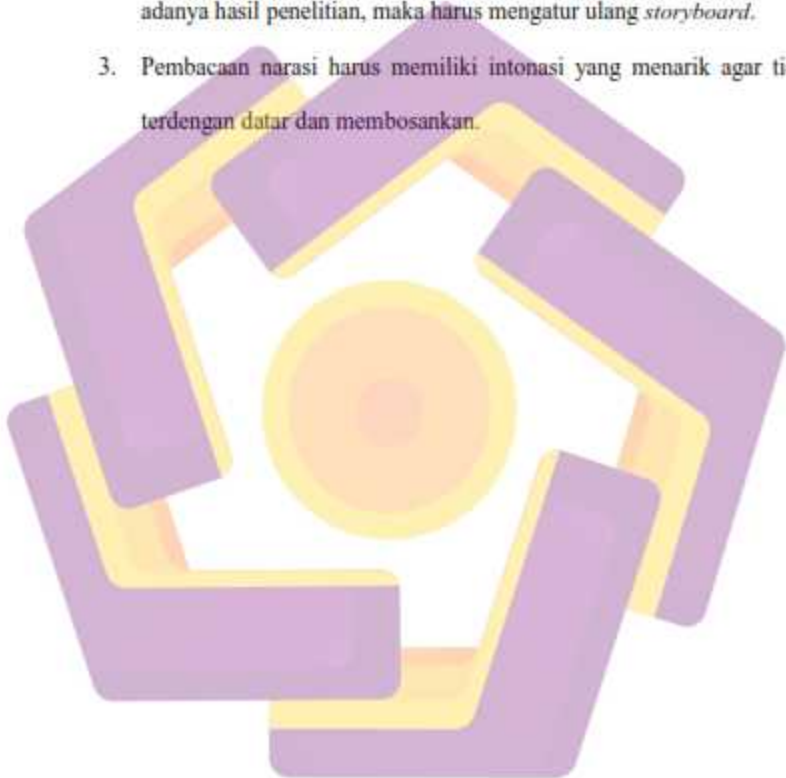 adanya hasil penelitian, maka harus mengatur ulang storyboard.
3. Pembacaan narasi harus memiliki intonasi yang menarik agar ti
terdengan datar dan membosankan.